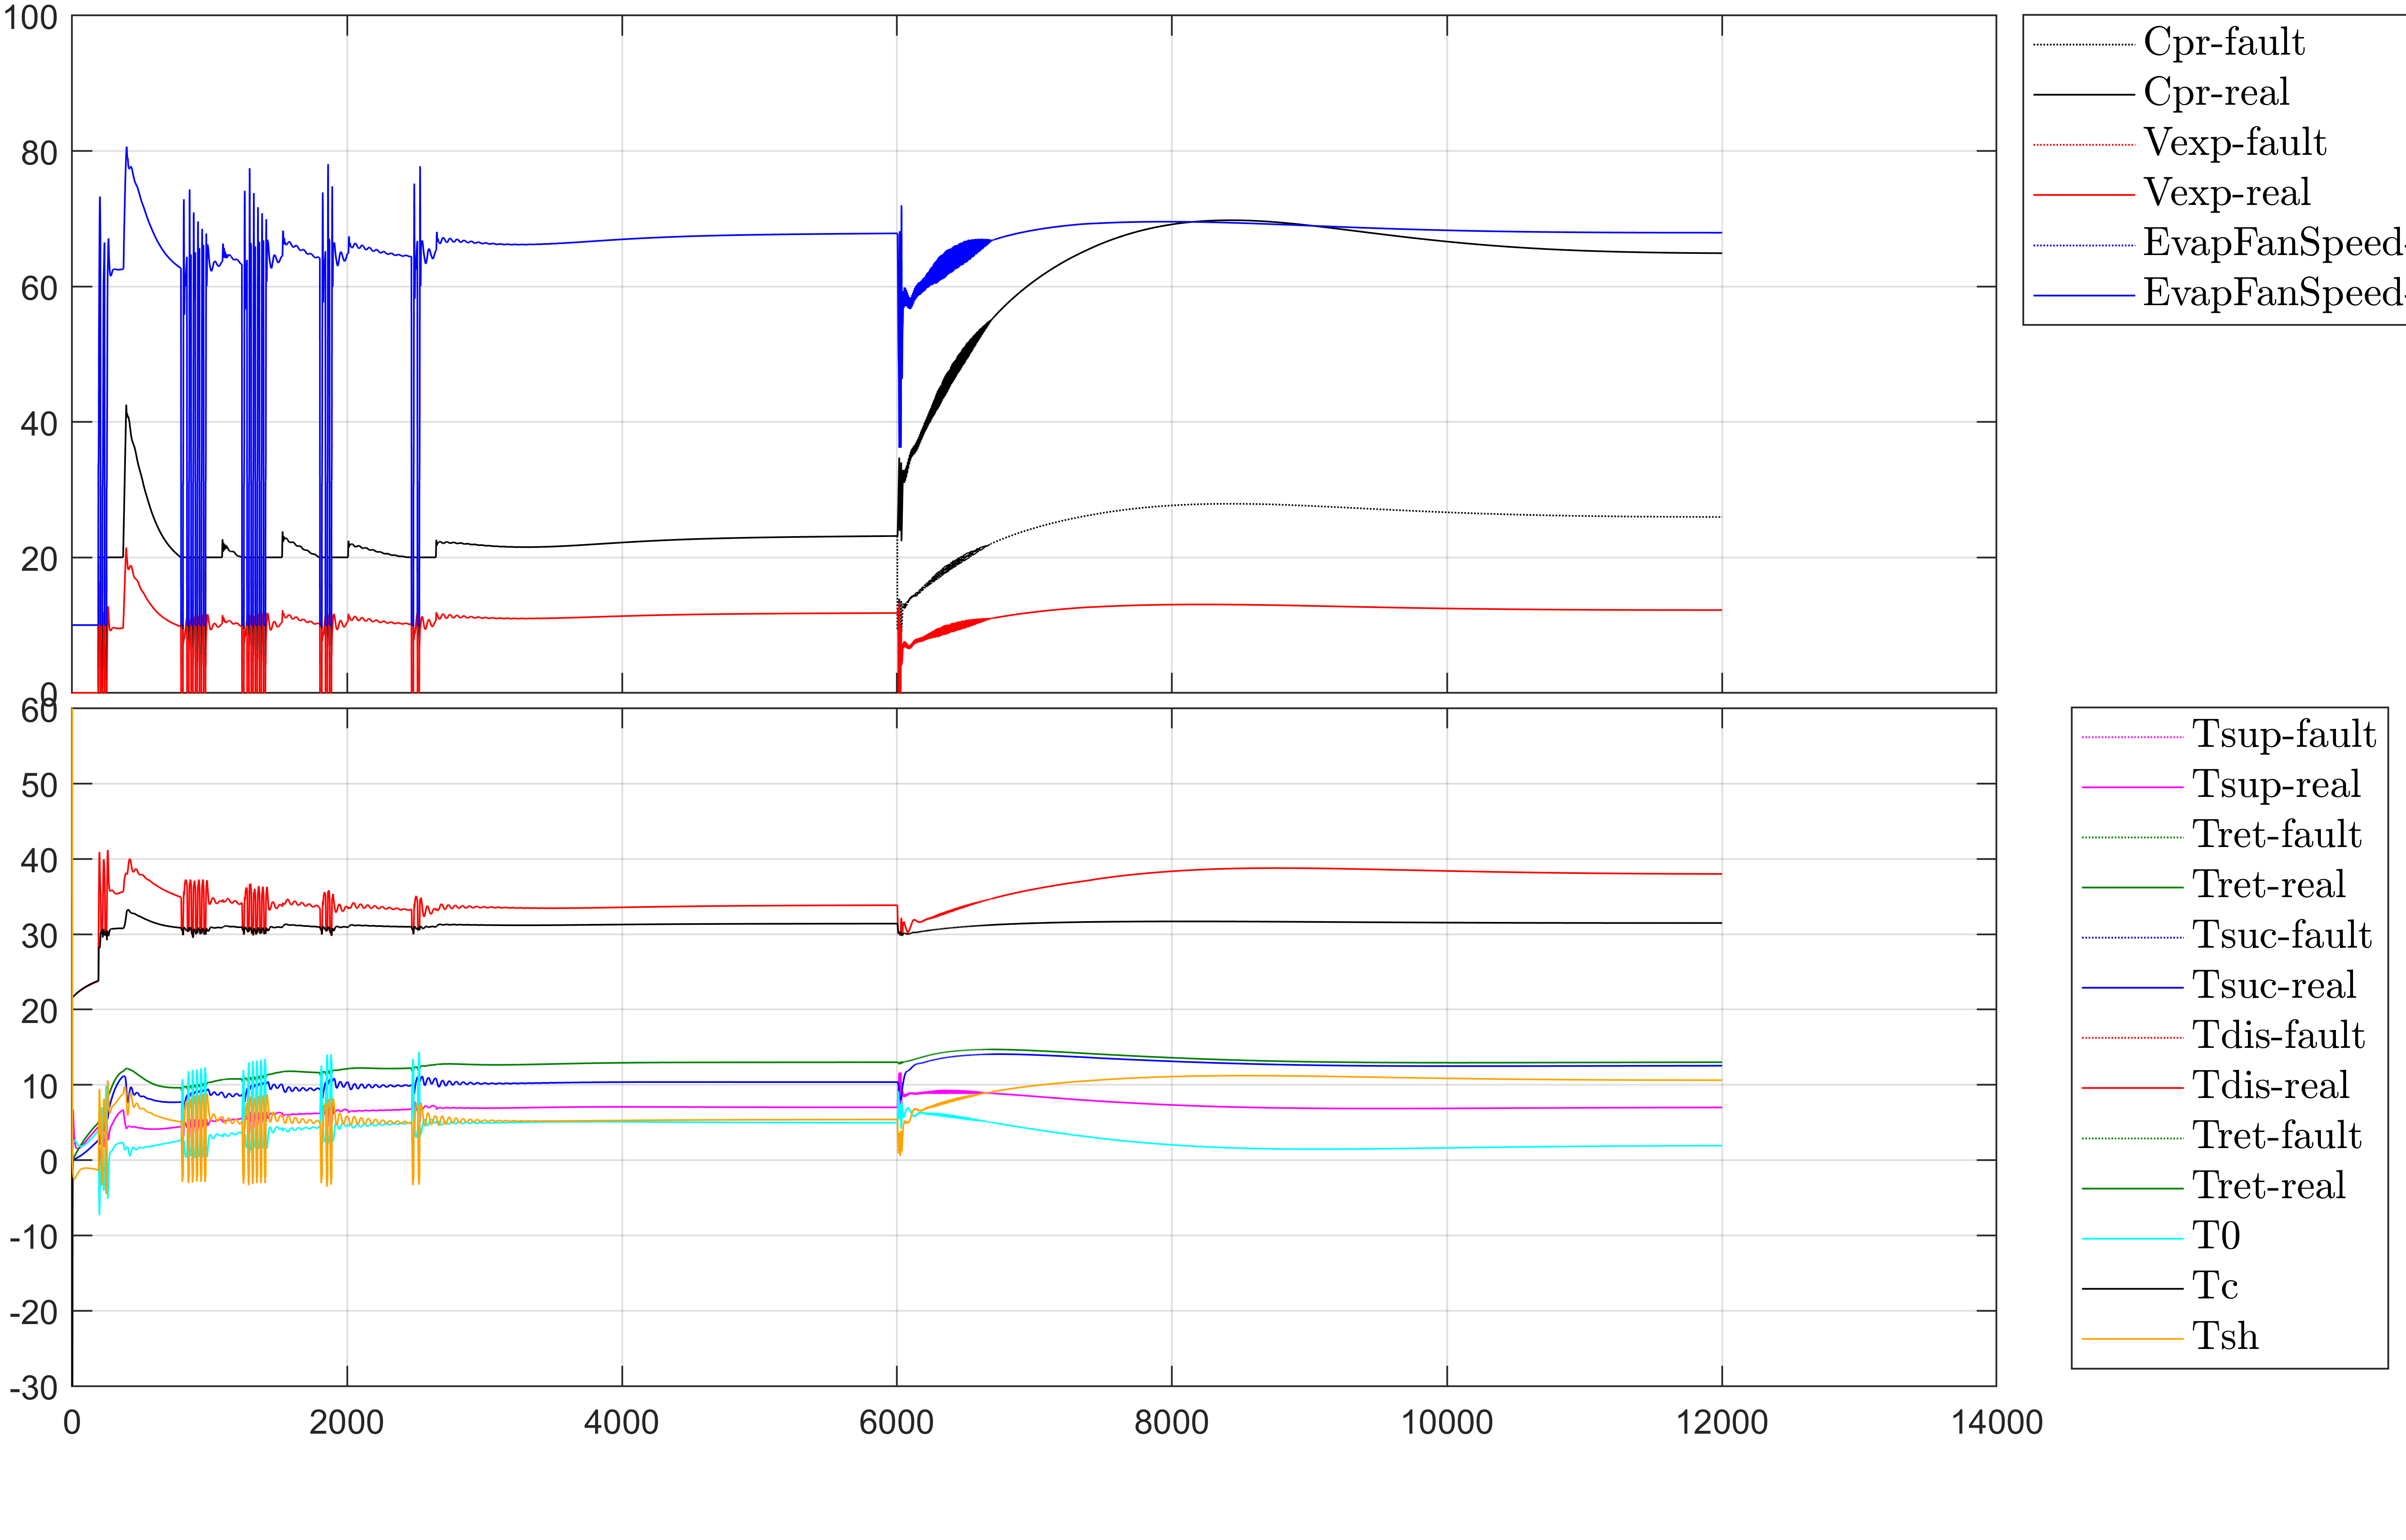 100
80
60
40
20
0
Cpr-fault
Cpr-real
Vexp-fault
Vexp-real
EvapFanSpeed-
EvapFanSpeed-
60
50
40
30
20
10
0
-10
-20
-30
0 2000 4000 6000 8000 10000 12000 14000
Tsup-fault
Tsup-real
Tret-fault
Tret-real
Tsuc-fault
Tsuc-real
Tdis-fault
Tdis-real
Tret-fault
Tret-real
T0
Tc
Tsh